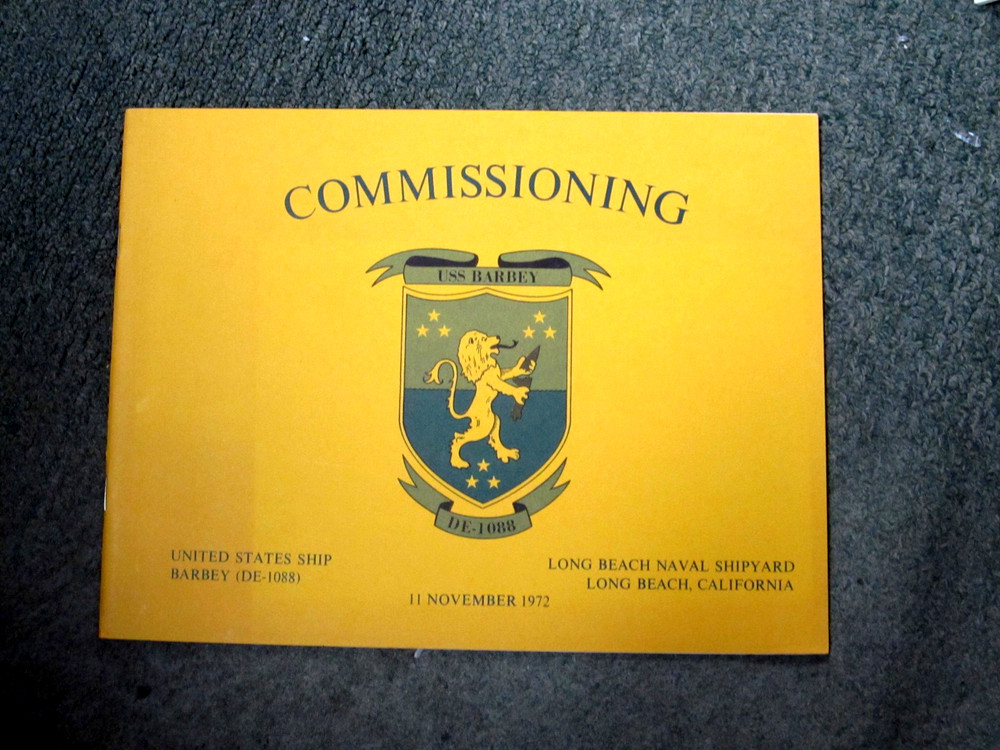 COMMISSIONING
USS BARBEY
DE-1088
UNITED STATES SHIP
BARBEY (DE-1088)
LONG BEACH NAVAL SHIPYARD
LONG BEACH, CALIFORNIA
11 NOVEMBER 1972